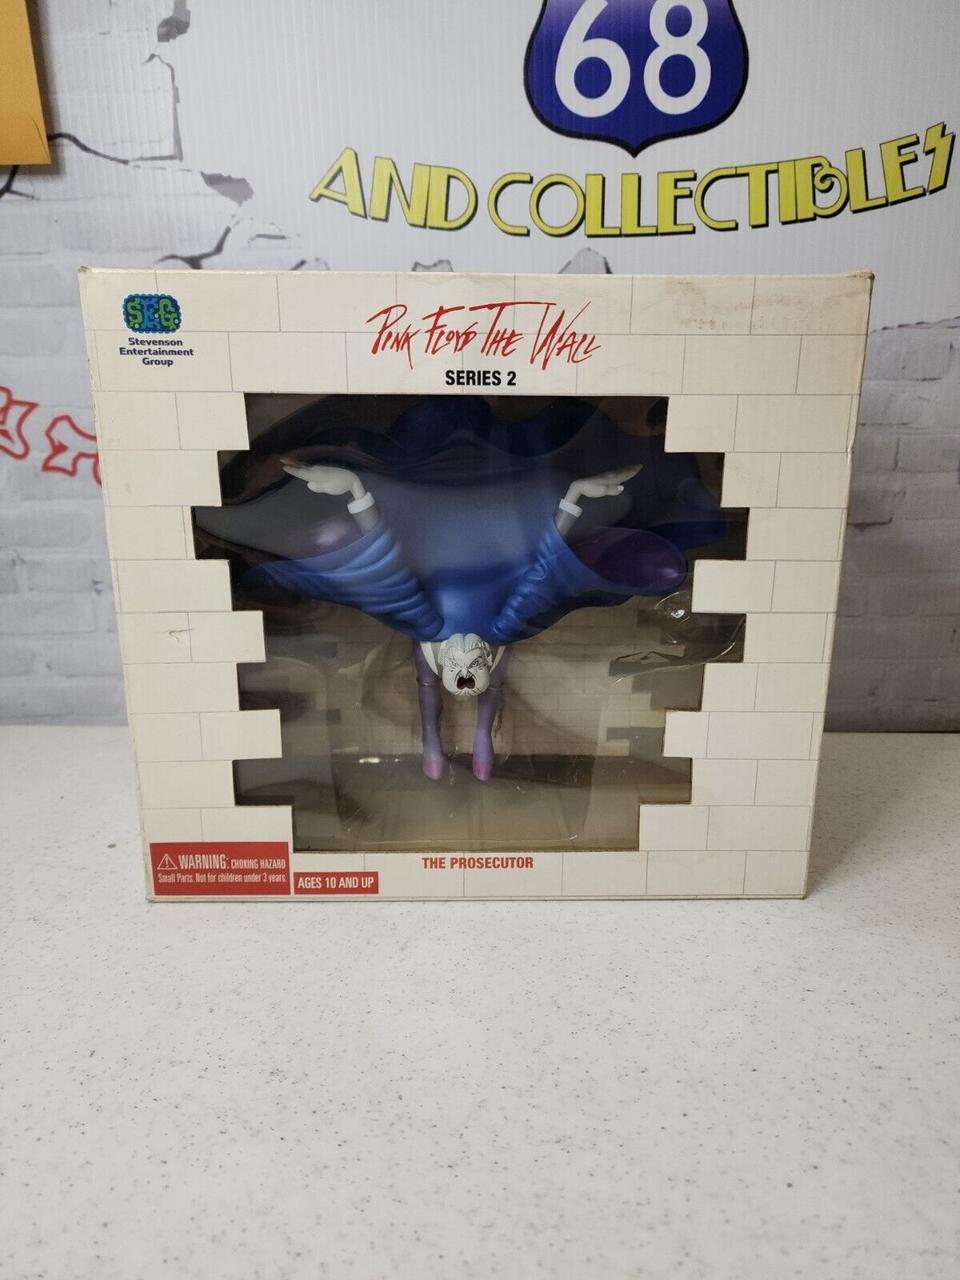 68
AND COLLECTIBLES
SEG
Stevenson
Entertainment
Group
PINK FLOYD THE WALL
SERIES 2
THE PROSECUTOR
WARNING: CHOKING HAZARD
Small Parts. Not for children under 3 years.
AGES 10 AND UP